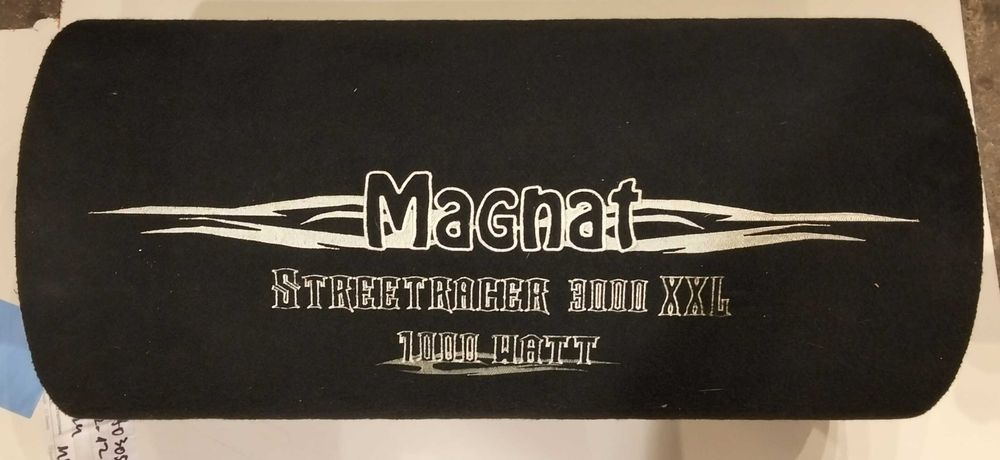 Magnat
STREETRACER 3000 XXL
1000 WATT